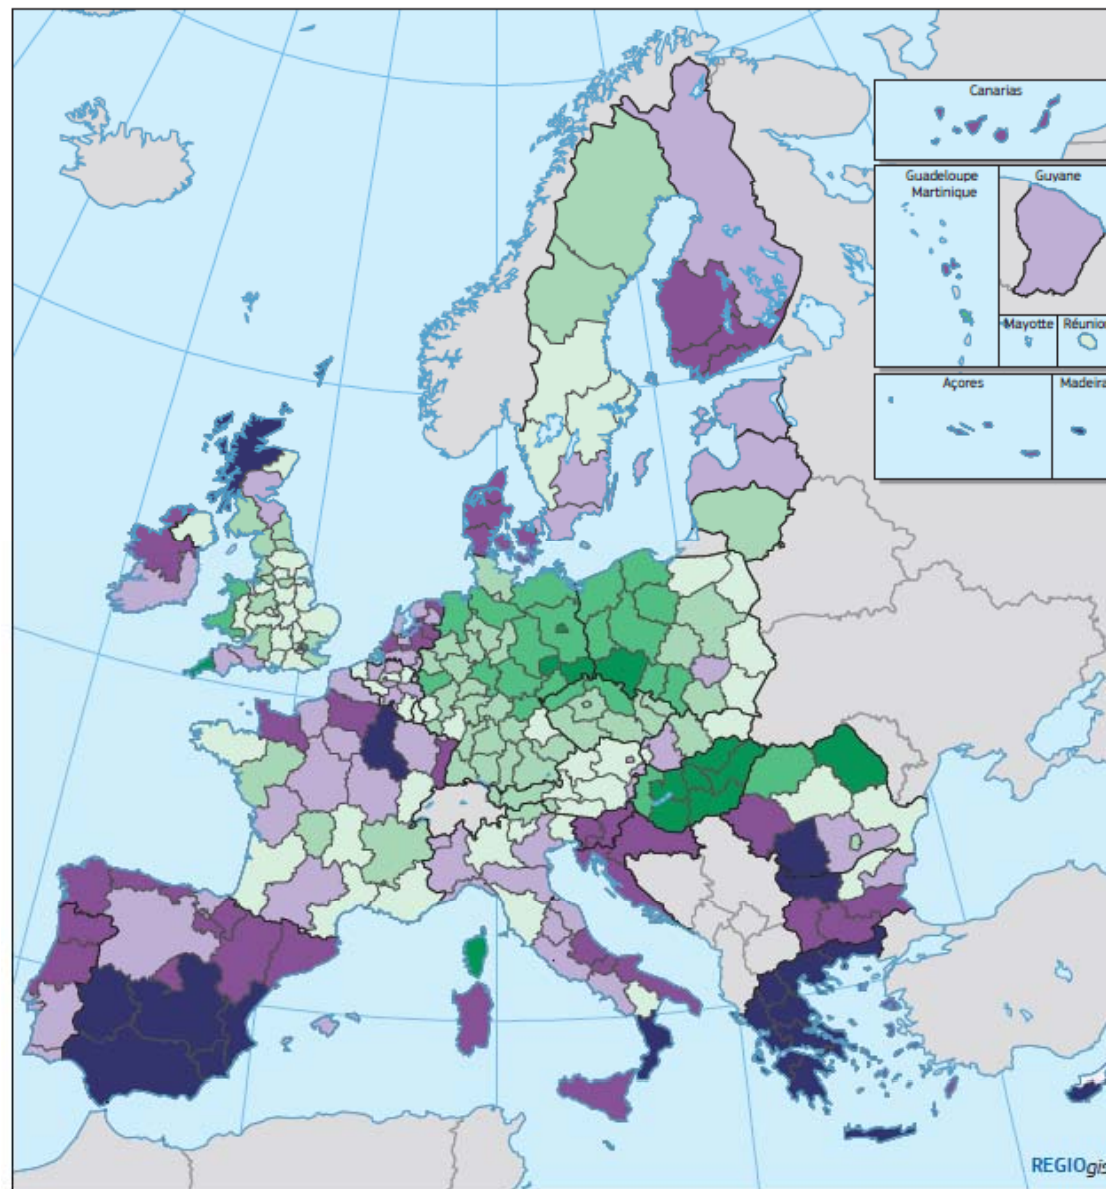 Canarias
Guadeloupe
Martinique
Guyane
Mayotte
Réunion
Açores
Madeira
REGIOgis